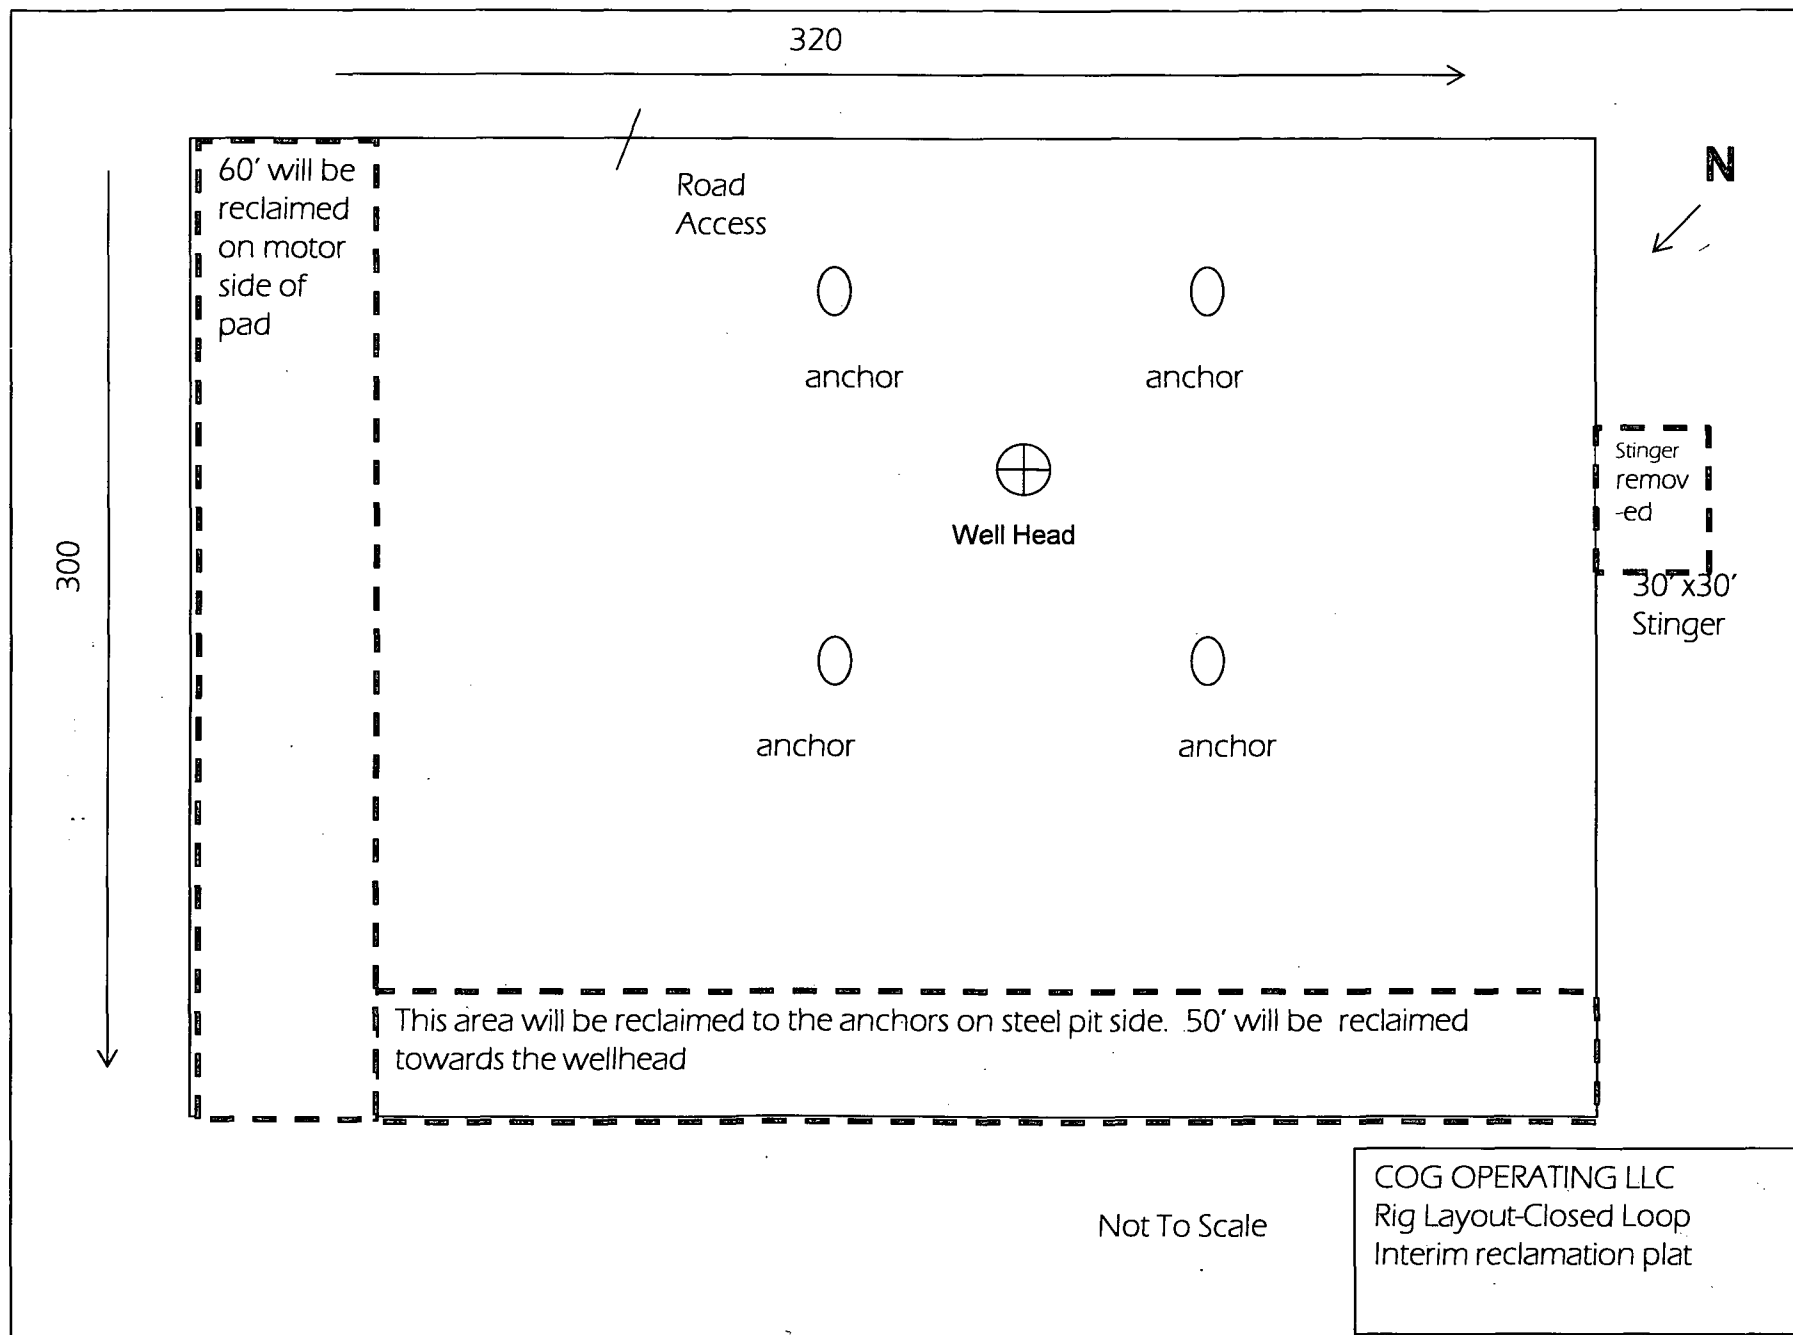 320
60' will be
reclaimed
on motor
side of
pad
Road
Access
N
anchor
anchor
Stinger
remov
-ed
Well Head
300
30' x30'
Stinger
anchor
anchor
This area will be reclaimed to the anchors on steel pit side. 50' will be reclaimed
towards the wellhead
Not To Scale
COG OPERATING LLC
Rig Layout-Closed Loop
Interim reclamation plat